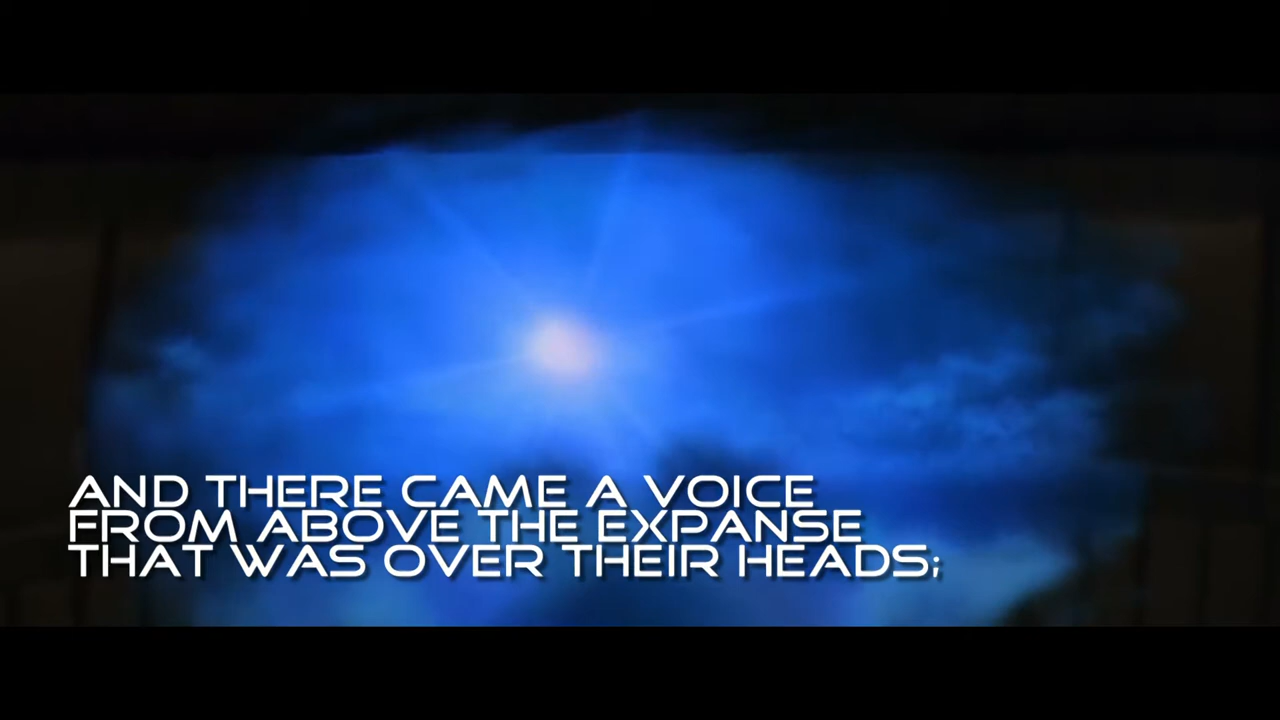 AND THERE CAME A VOICE
FROM ABOVE THE EXPANSE
THAT WAS OVER THEIR HEADS;